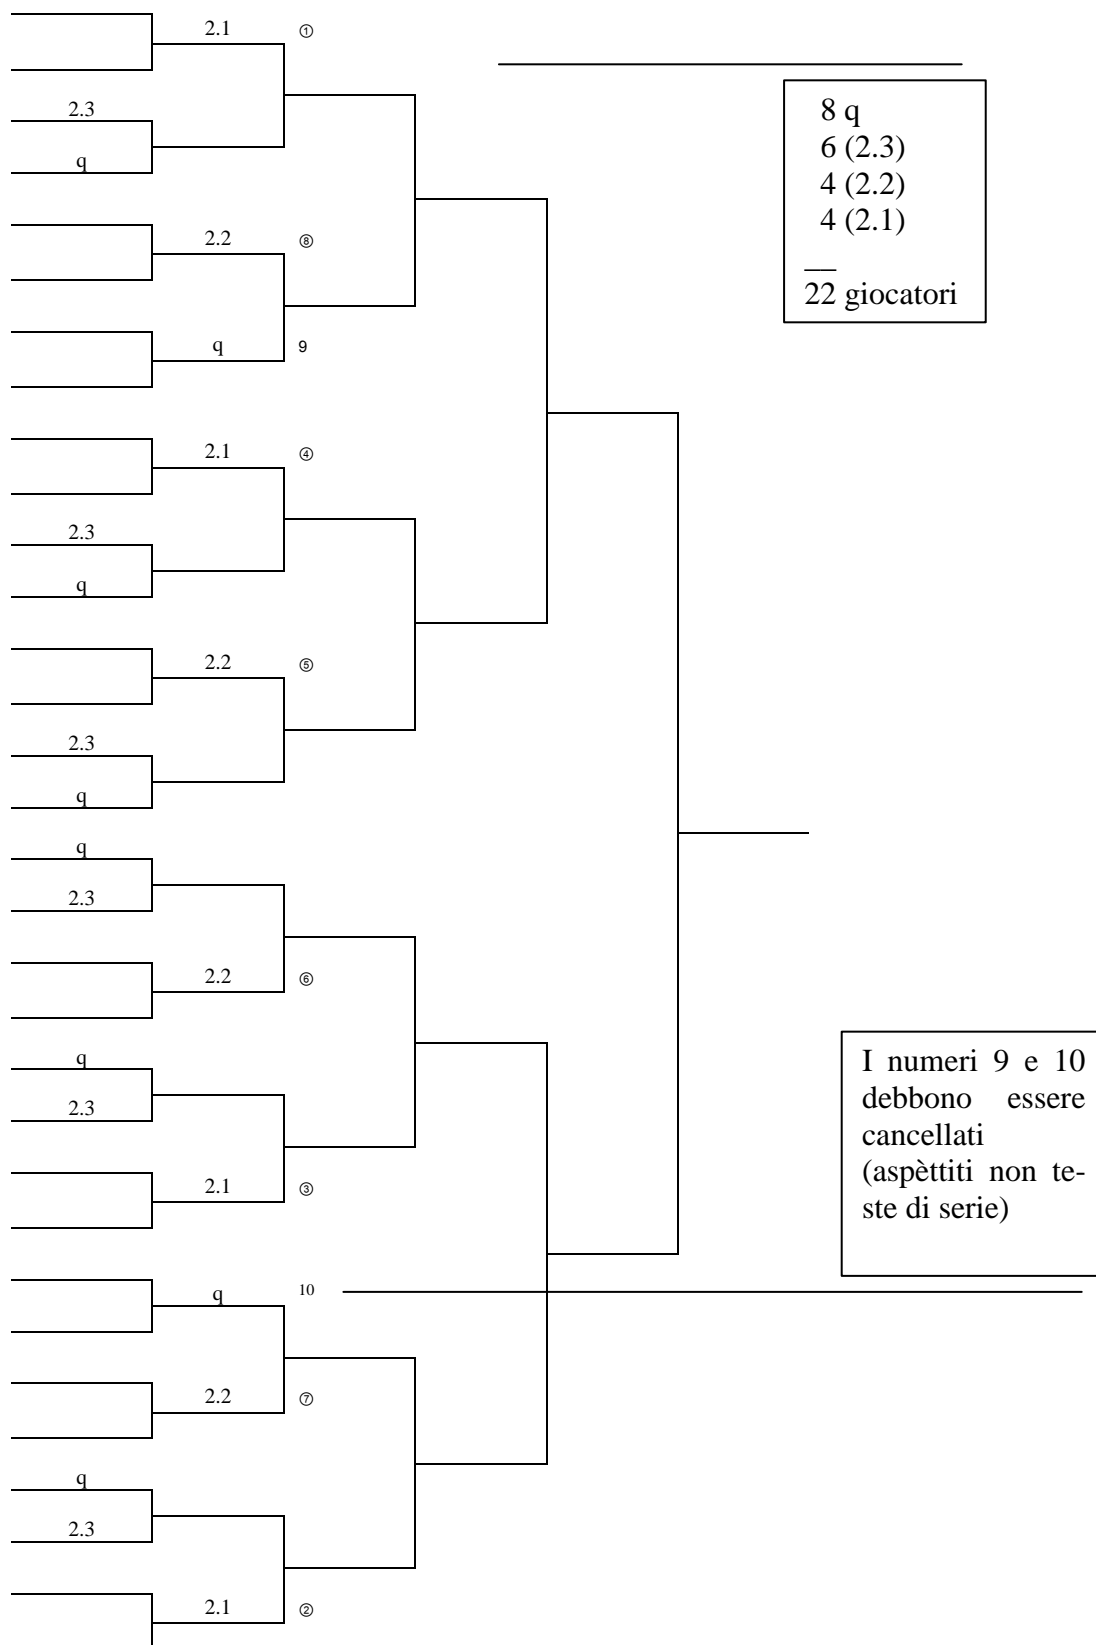 2.1 ①
2.3
q
8 q
6 (2.3)
4 (2.2)
4 (2.1)
22 giocatori
2.2 ⑧
q 9
2.1 ④
2.3
q
2.2 ⑤
2.3
q
q
2.3
2.2 ⑥
q
2.3
2.1 ③
I numeri 9 e 10
debbono essere
cancellati
(aspèttiti non te-
ste di serie)
q 10
2.2 ⑦
q
2.3
2.1 ②